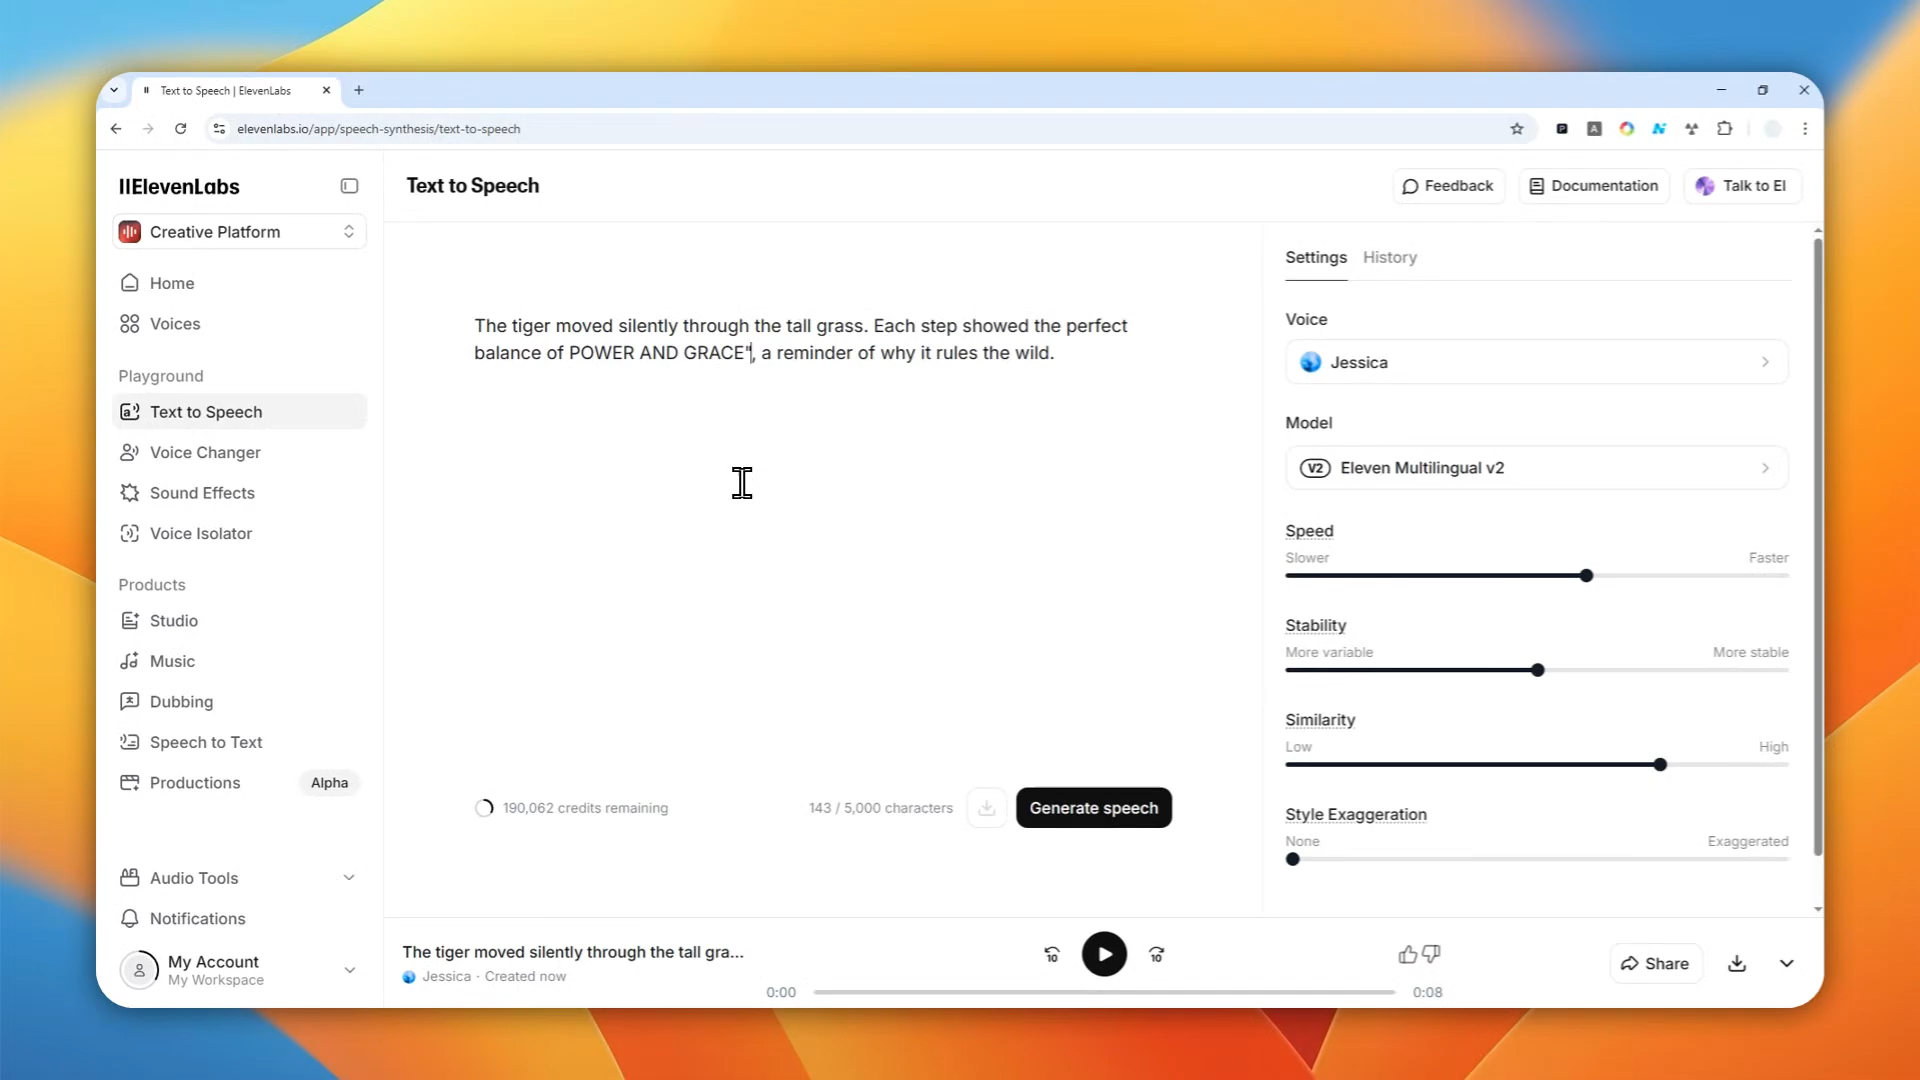 Text to Speech | ElevenLabs
elevenlabs.io/app/speech-synthesis/text-to-speech
IIElevenLabs
Creative Platform
Home
Voices
Playground
Text to Speech
Voice Changer
Sound Effects
Voice Isolator
Products
Studio
Music
Dubbing
Speech to Text
Productions Alpha
Audio Tools
Notifications
My Account
My Workspace
Text to Speech
Feedback
Documentation
Talk to EI
The tiger moved silently through the tall grass. Each step showed the perfect
balance of POWER AND GRACE", a reminder of why it rules the wild.
190,062 credits remaining
143 / 5,000 characters
Generate speech
Settings History
Voice
Jessica
Model
V2 Eleven Multilingual v2
Speed
Slower Faster
Stability
More variable More stable
Similarity
Low High
Style Exaggeration
None Exaggerated
The tiger moved silently through the tall gra...
Jessica · Created now
10 10
0:00 0:08
Share